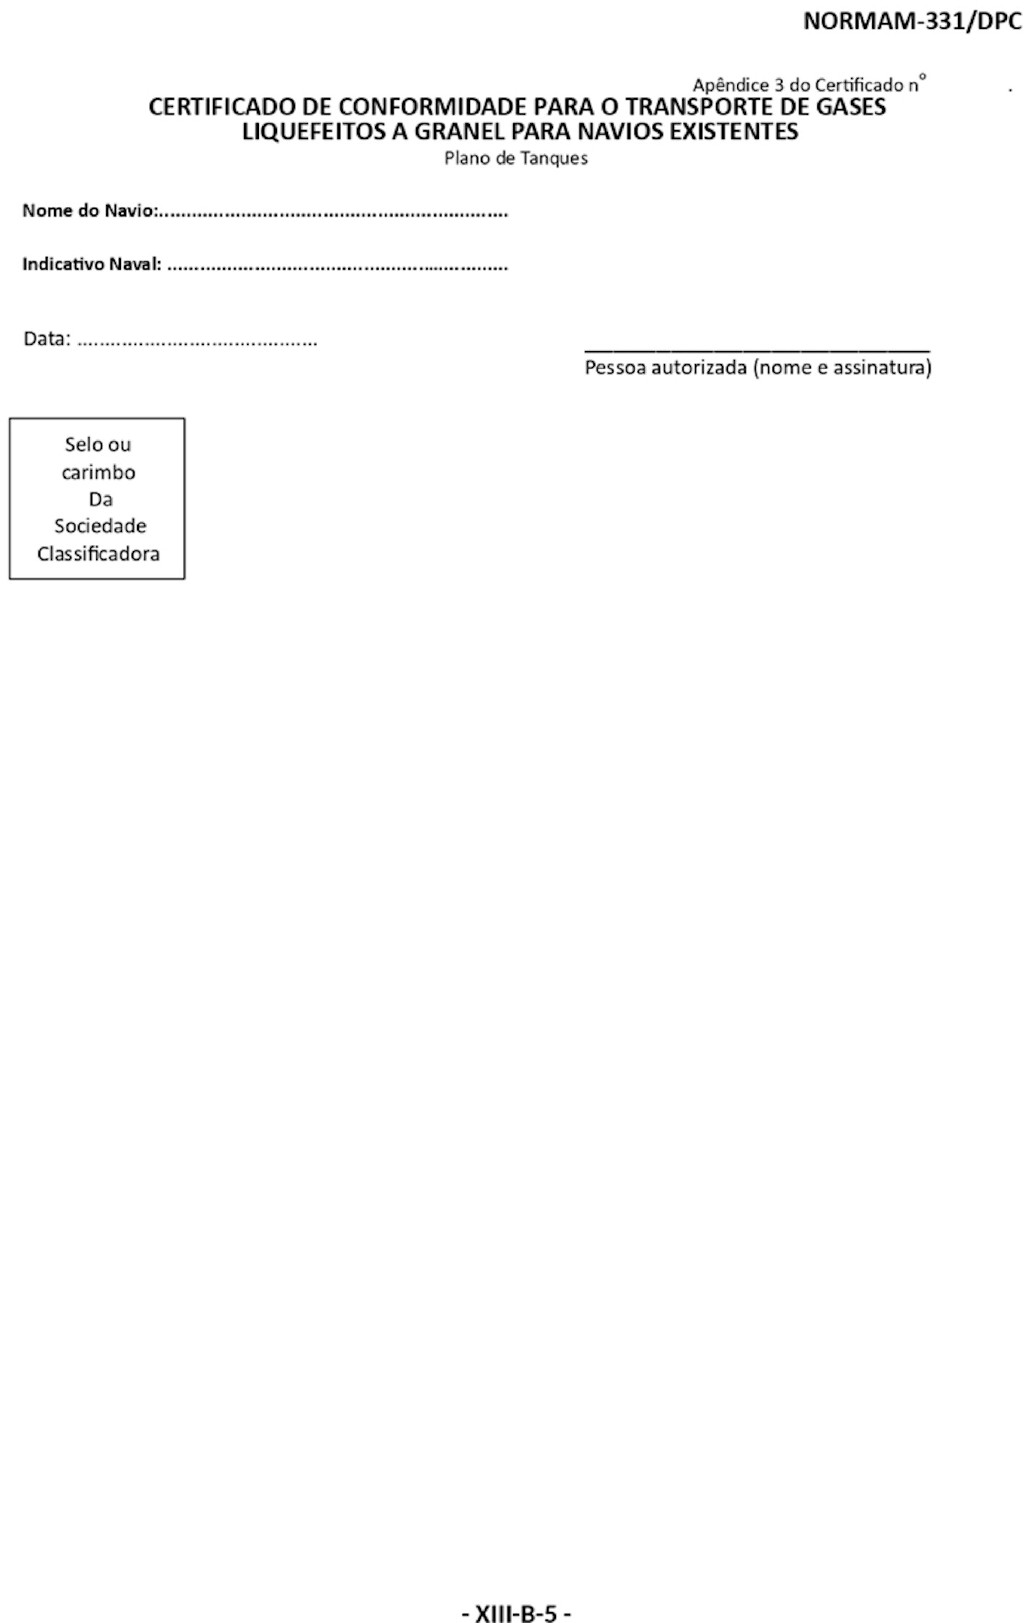 NORMAM-331/DPC
Apêndice 3 do Certificado nº .
CERTIFICADO DE CONFORMIDADE PARA O TRANSPORTE DE GASES
LIQUEFEITOS A GRANEL PARA NAVIOS EXISTENTES
Plano de Tanques
Nome do Navio:................................................................
Indicativo Naval: ...............................................................
Data: ...........................................
Pessoa autorizada (nome e assinatura)
Selo ou
carimbo
Da
Sociedade
Classificadora
- XIII-B-5 -